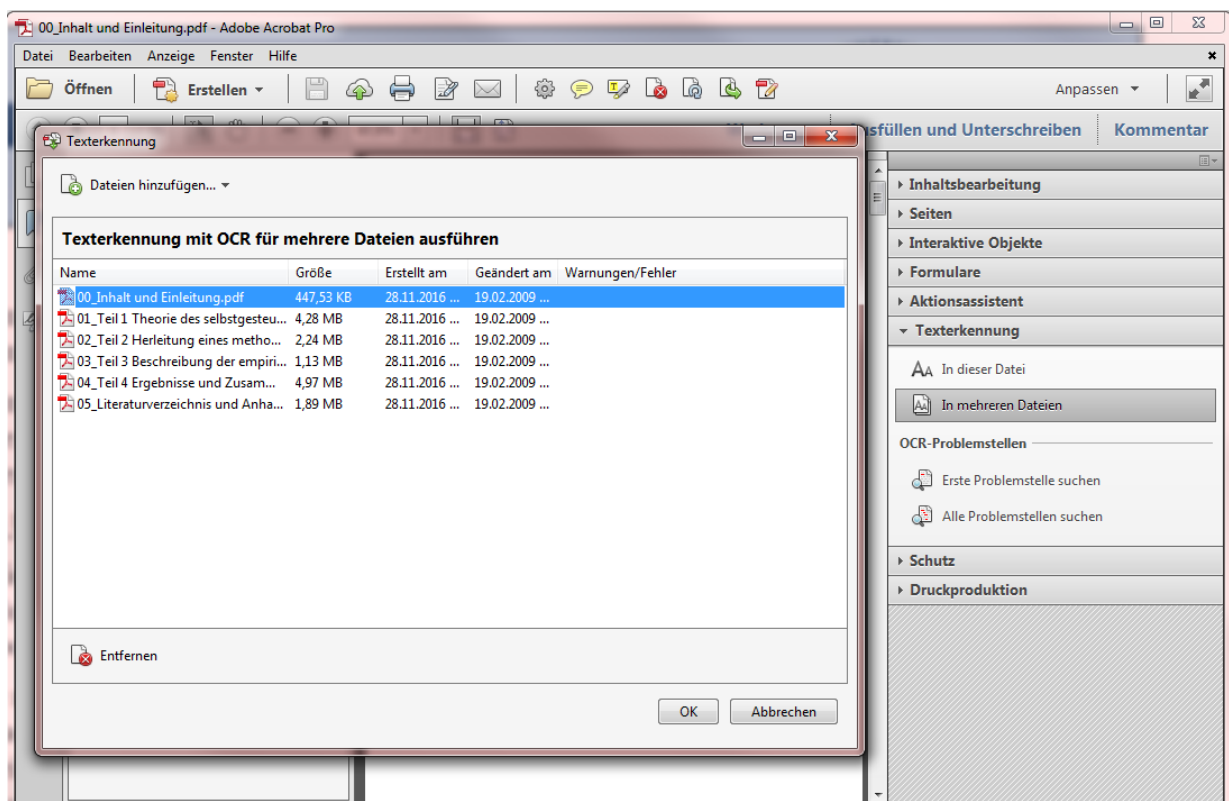 00_Inhalt und Einleitung.pdf - Adobe Acrobat Pro
Datei Bearbeiten Anzeige Fenster Hilfe
Öffnen Erstellen Anpassen
Ausfüllen und Unterschreiben Kommentar
Texterkennung
Dateien hinzufügen...
Texterkennung mit OCR für mehrere Dateien ausführen
Name Größe Erstellt am Geändert am Warnungen/Fehler
00_Inhalt und Einleitung.pdf 447,53 KB 28.11.2016 ... 19.02.2009 ...
01_Teil 1 Theorie des selbstgesteu... 4,28 MB 28.11.2016 ... 19.02.2009 ...
02_Teil 2 Herleitung eines metho... 2,24 MB 28.11.2016 ... 19.02.2009 ...
03_Teil 3 Beschreibung der empiri... 1,13 MB 28.11.2016 ... 19.02.2009 ...
04_Teil 4 Ergebnisse und Zusam... 4,97 MB 28.11.2016 ... 19.02.2009 ...
05_Literaturverzeichnis und Anha... 1,89 MB 28.11.2016 ... 19.02.2009 ...
Entfernen
OK Abbrechen
Inhaltsbearbeitung
Seiten
Interaktive Objekte
Formulare
Aktionsassistent
Texterkennung
In dieser Datei
In mehreren Dateien
OCR-Problemstellen
Erste Problemstelle suchen
Alle Problemstellen suchen
Schutz
Druckproduktion